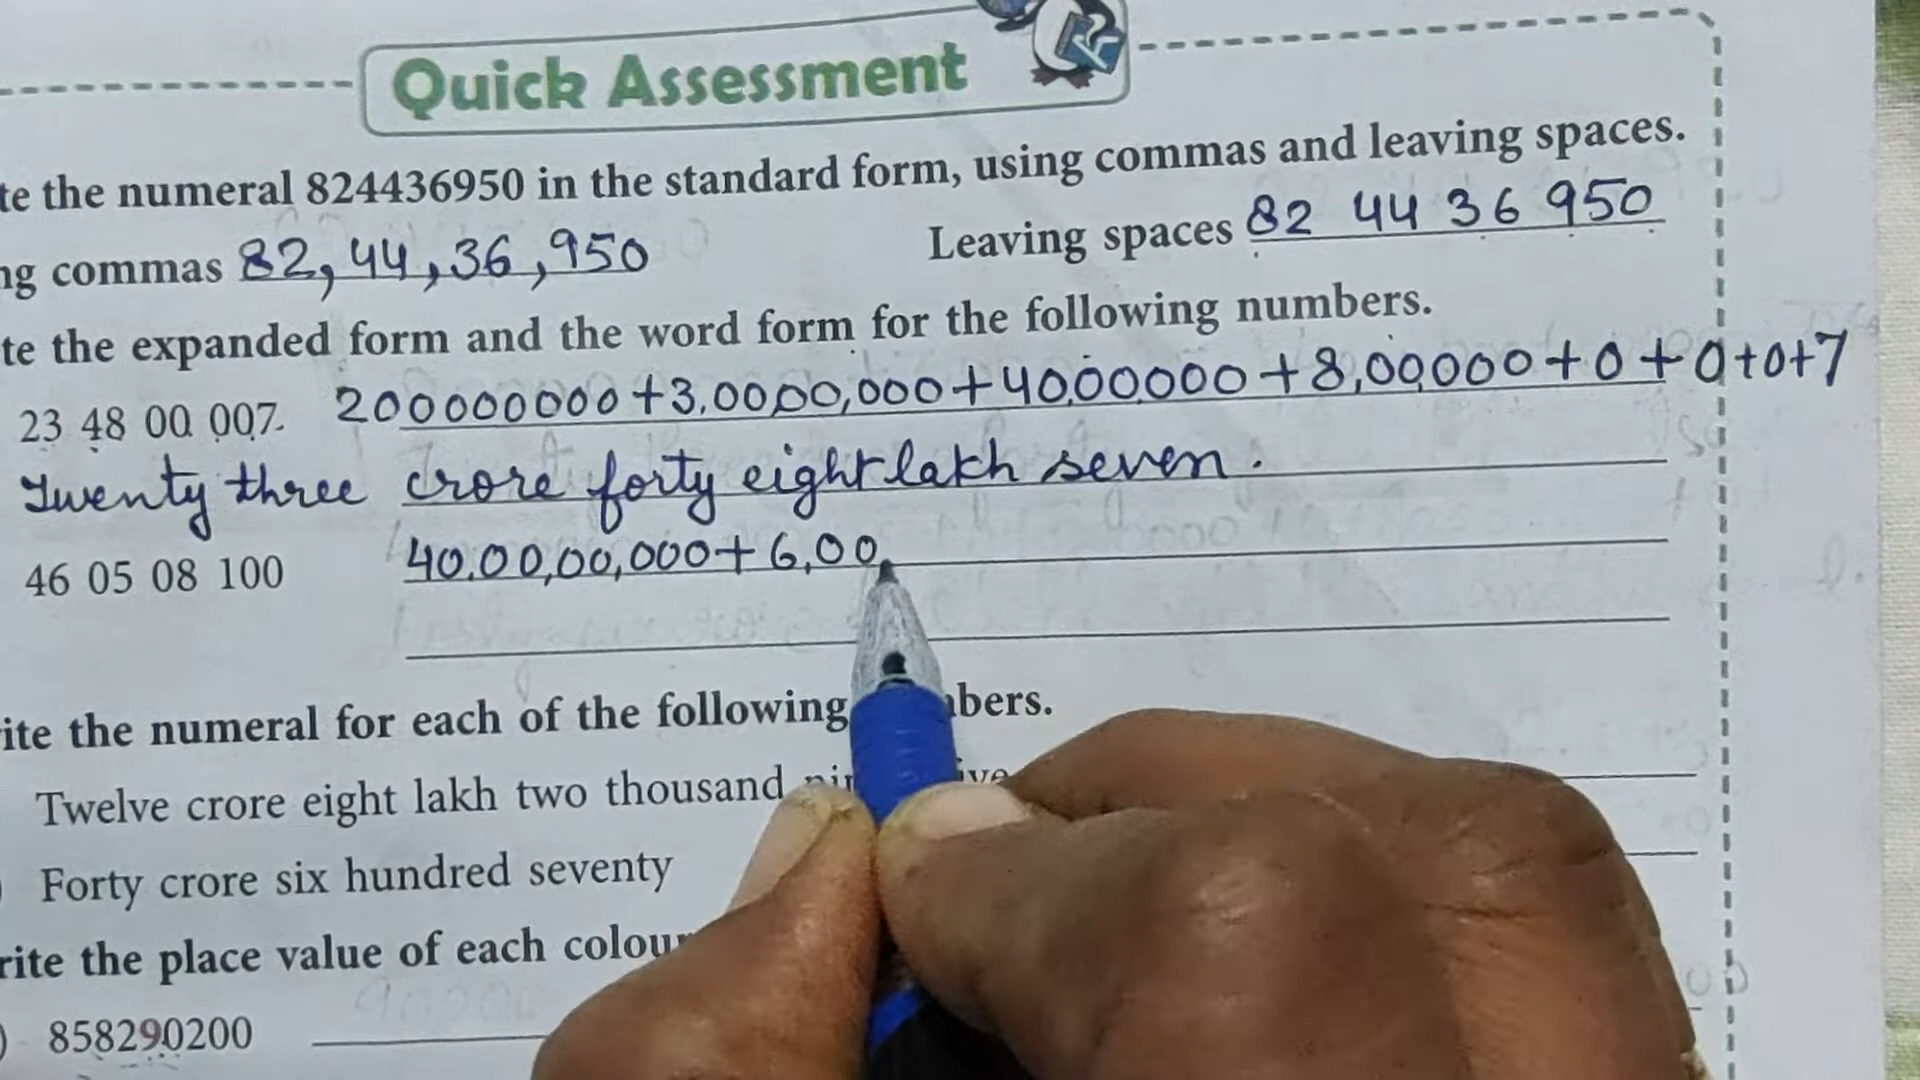 Quick Assessment
te the numeral 824436950 in the standard form, using commas and leaving spaces.
ng commas 82,44,36,950 Leaving spaces 82 44 36 950
te the expanded form and the word form for the following numbers.
23 48 00 007. 200000000+3,0000,000+40,00000+8,00,000+0+0+0+7
Twenty three crore forty eight lakh seven.
46 05 08 100 40,00,00,000+6,00
ite the numeral for each of the following bers.
Twelve crore eight lakh two thousand
Forty crore six hundred seventy
rite the place value of each colou
858290200